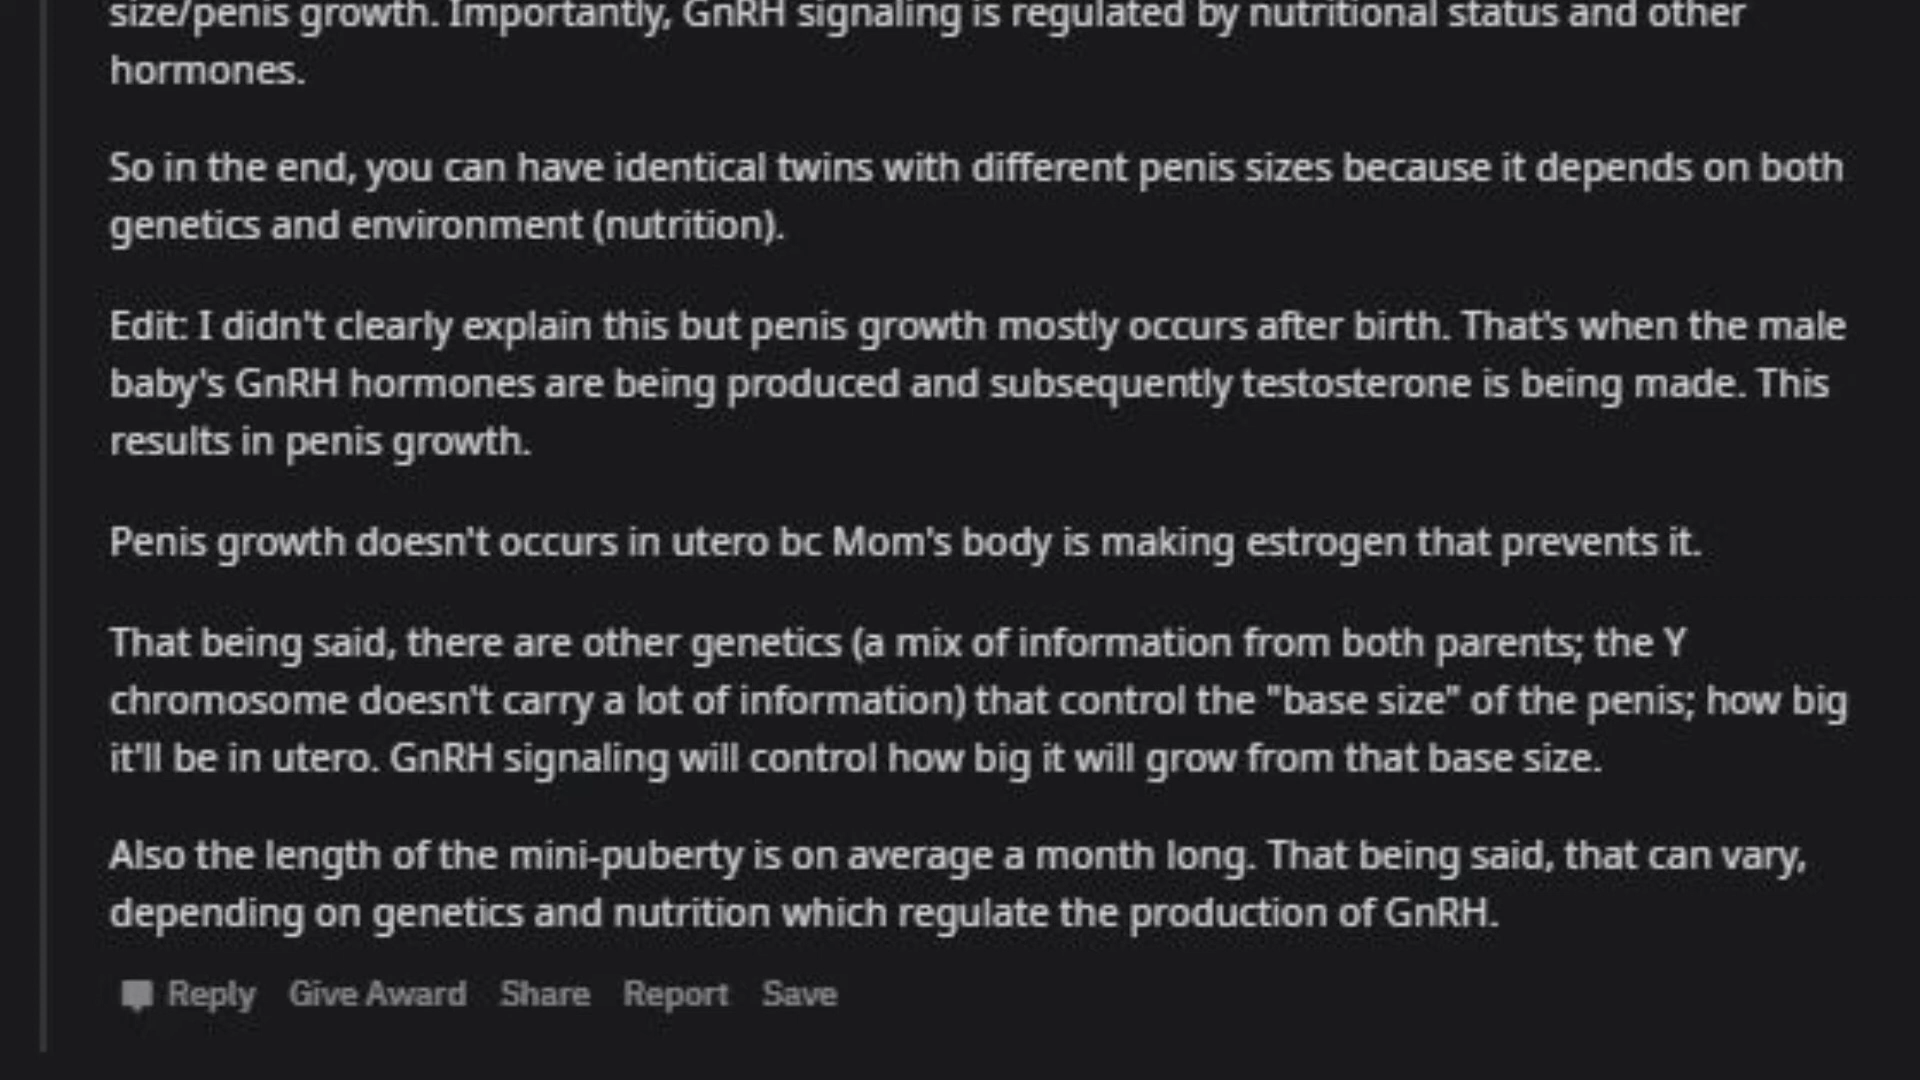 size/penis growth. Importantly, GnRH signaling is regulated by nutritional status and other
hormones.
So in the end, you can have identical twins with different penis sizes because it depends on both
genetics and environment (nutrition).
Edit: I didn't clearly explain this but penis growth mostly occurs after birth. That's when the male
baby's GnRH hormones are being produced and subsequently testosterone is being made. This
results in penis growth.
Penis growth doesn't occurs in utero bc Mom's body is making estrogen that prevents it.
That being said, there are other genetics (a mix of information from both parents; the Y
chromosome doesn't carry a lot of information) that control the "base size" of the penis; how big
it'll be in utero. GnRH signaling will control how big it will grow from that base size.
Also the length of the mini-puberty is on average a month long. That being said, that can vary,
depending on genetics and nutrition which regulate the production of GnRH.
Reply Give Award Share Report Save